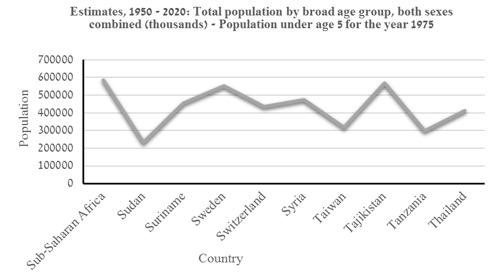 Estimates, 1950 - 2020: Total population by broad age group, both sexes
combined (thousands) - Population under age 5 for the year 1975
Population
700000
600000
500000
400000
300000
200000
100000
0
Sub-Saharan Africa
Sudan
Suriname
Sweden
Switzerland
Syria
Taiwan
Tajikistan
Tanzania
Thailand
Country